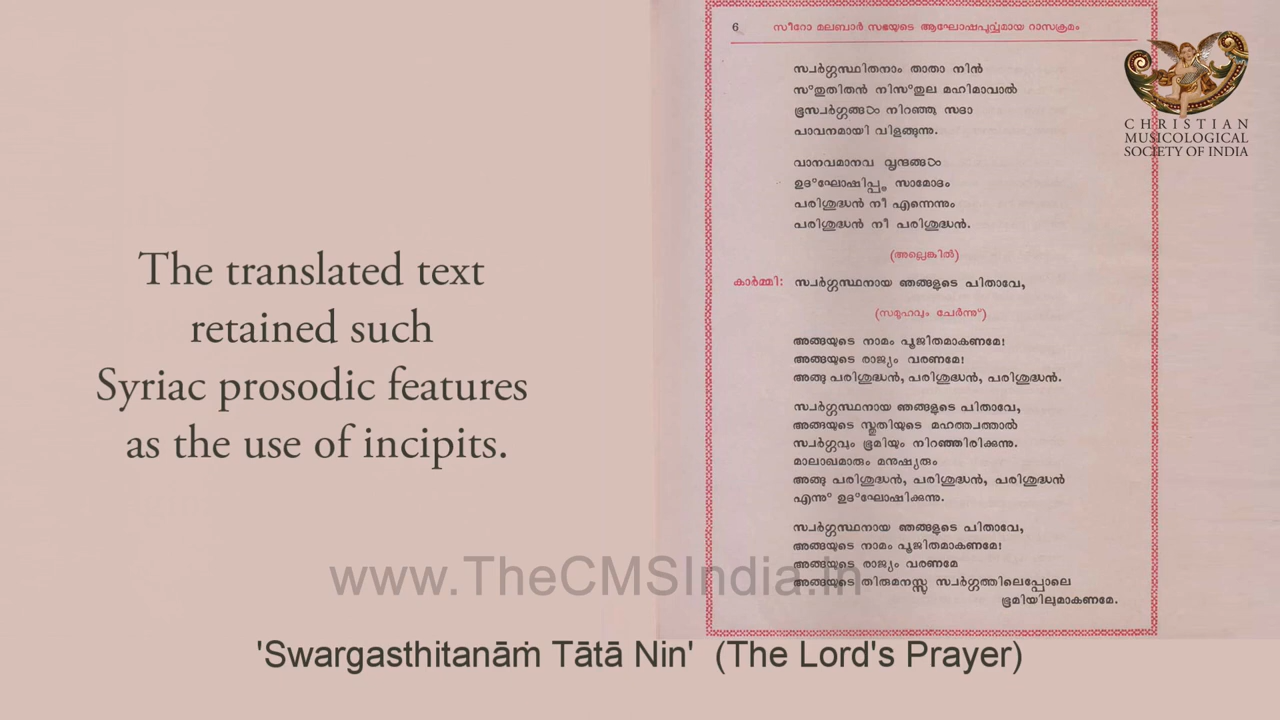 The translated text
retained such
Syriac prosodic features
as the use of incipits.
6 സീറോ മലബാർ സഭയുടെ ആഘോഷപൂർവ്വമായ റാസക്രമം
സ്വർഗ്ഗസ്ഥിതനാം താതാ നിൻ
സ്തുതിതൻ നിസ്തുല മഹിമാവാൽ
ഭൂസ്വർഗ്ഗങ്ങൾ നിറഞ്ഞു സദാ
പാവനമായി വിളങ്ങുന്നു.
വാനവമാനവ വൃന്ദങ്ങൾ
ഉദ്ഘോഷിപ്പൂ സാമോദം
പരിശുദ്ധൻ നീ എന്നെന്നും
പരിശുദ്ധൻ നീ പരിശുദ്ധൻ.
(അല്ലെങ്കിൽ)
കാർമ്മി: സ്വർഗ്ഗസ്ഥനായ ഞങ്ങളുടെ പിതാവേ,
(സമൂഹവും ചേർന്ന്)
അങ്ങയുടെ നാമം പൂജിതമാകണമേ!
അങ്ങയുടെ രാജ്യം വരണമേ!
അങ്ങു പരിശുദ്ധൻ, പരിശുദ്ധൻ, പരിശുദ്ധൻ.
സ്വർഗ്ഗസ്ഥനായ ഞങ്ങളുടെ പിതാവേ,
അങ്ങയുടെ സ്തുതിയുടെ മഹത്ത്വത്താൽ
സ്വർഗ്ഗവും ഭൂമിയും നിറഞ്ഞിരിക്കുന്നു.
മാലാഖമാരും മനുഷ്യരും
അങ്ങു പരിശുദ്ധൻ, പരിശുദ്ധൻ, പരിശുദ്ധൻ
എന്നു് ഉദ്ഘോഷിക്കുന്നു.
സ്വർഗ്ഗസ്ഥനായ ഞങ്ങളുടെ പിതാവേ,
അങ്ങയുടെ നാമം പൂജിതമാകണമേ!
അങ്ങയുടെ രാജ്യം വരണമേ
അങ്ങയുടെ തിരുമനസ്സു സ്വർഗ്ഗത്തിലെപ്പോലെ
ഭൂമിയിലുമാകണമേ.
CHRISTIAN
MUSICOLOGICAL
SOCIETY OF INDIA
www.TheCMSIndia.in
'Swargasthitanāṁ Tātā Nin' (The Lord's Prayer)